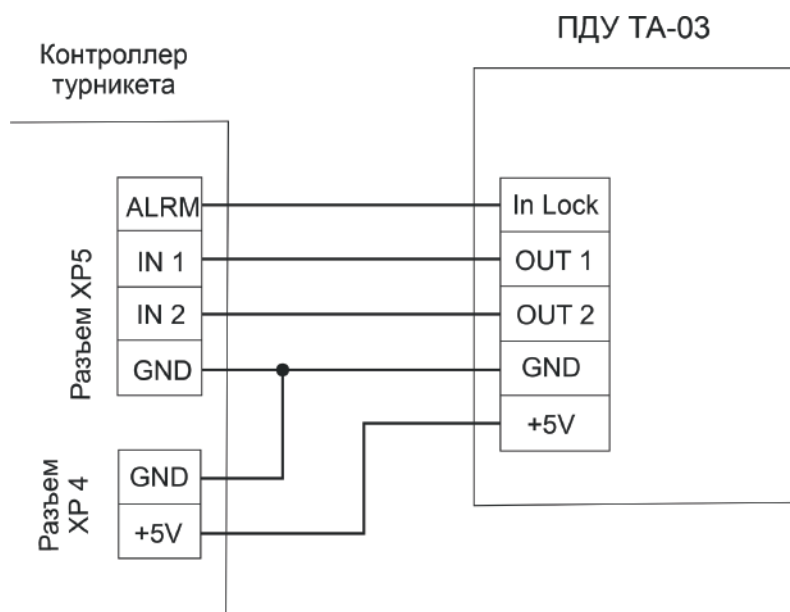 ПДУ ТА-03
Контроллер
турникета
Разъем XP5
ALRM
IN 1
IN 2
GND
Разъем
XP 4
GND
+5V
In Lock
OUT 1
OUT 2
GND
+5V